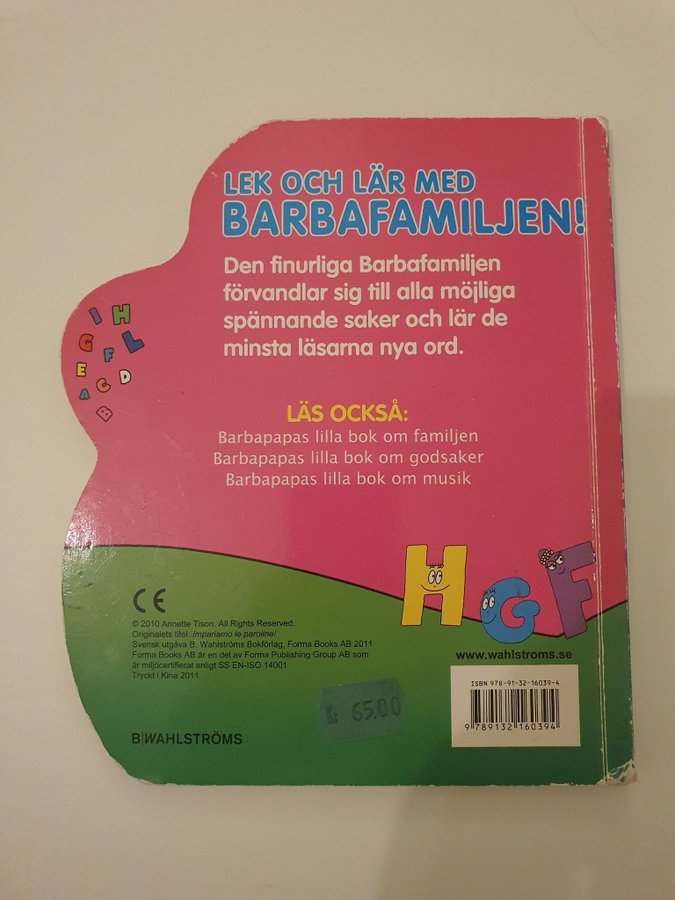 LEK OCH LÄR MED
BARBAFAMILJEN!
Den finurliga Barbafamiljen
förvandlar sig till alla möjliga
spännande saker och lär de
minsta läsarna nya ord.
I H
G F L
E C D
A B
LÄS OCKSÅ:
Barbapapas lilla bok om familjen
Barbapapas lilla bok om godsaker
Barbapapas lilla bok om musik
H G F
CE
© 2010 Annette Tison. All Rights Reserved.
Originalets titel: Impariamo le paroline!
Svensk utgåva B. Wahlströms Bokförlag, Forma Books AB 2011
Forma Books AB är en del av Forma Publishing Group AB som
är miljöcertifierat enligt SS EN-ISO 14001
Tryckt i Kina 2011
B WAHLSTRÖMS
Kr 65.00
www.wahlstroms.se
ISBN 978-91-32-16039-4
9 789132 160394